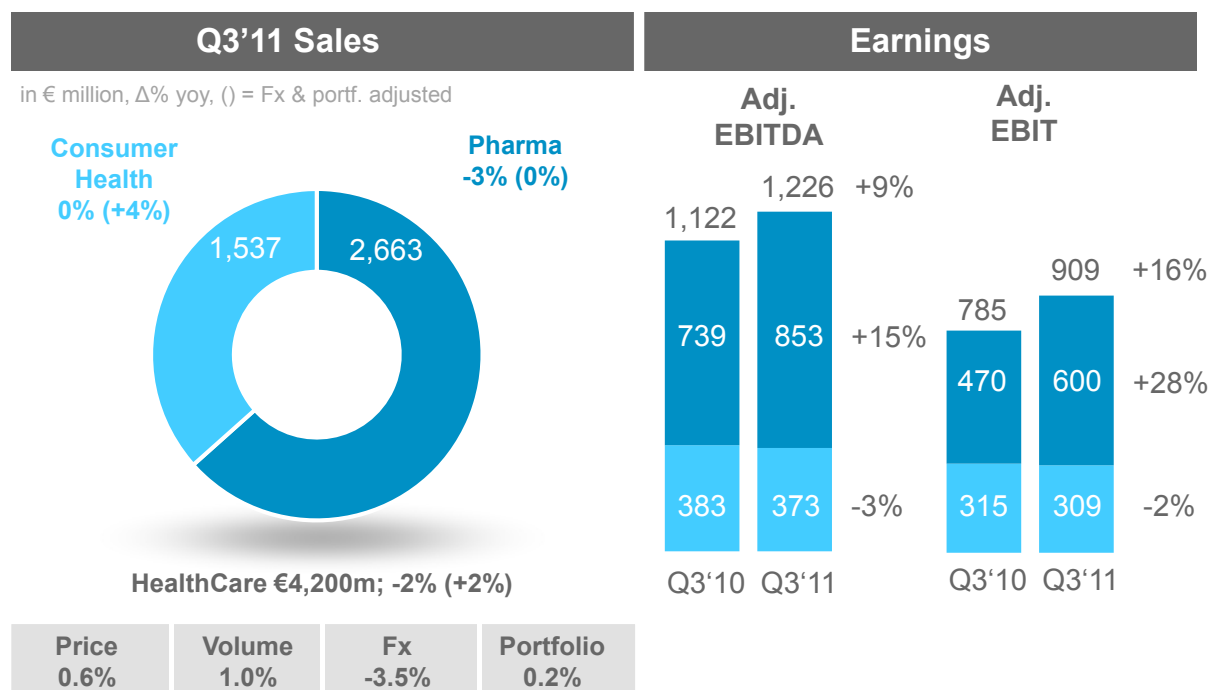 Q3’11 Sales
in € million, Δ% yoy, () = Fx & portf. adjusted
Consumer
Health
0% (+4%)
Pharma
-3% (0%)
1,537
2,663
HealthCare €4,200m; -2% (+2%)
Price
0.6%
Volume
1.0%
Fx
-3.5%
Portfolio
0.2%
Earnings
Adj.
EBITDA
1,122
1,226 +9%
739
853
+15%
383
373
-3%
Q3‘10 Q3‘11
Adj.
EBIT
785
909 +16%
470
600
+28%
315
309
-2%
Q3‘10 Q3‘11